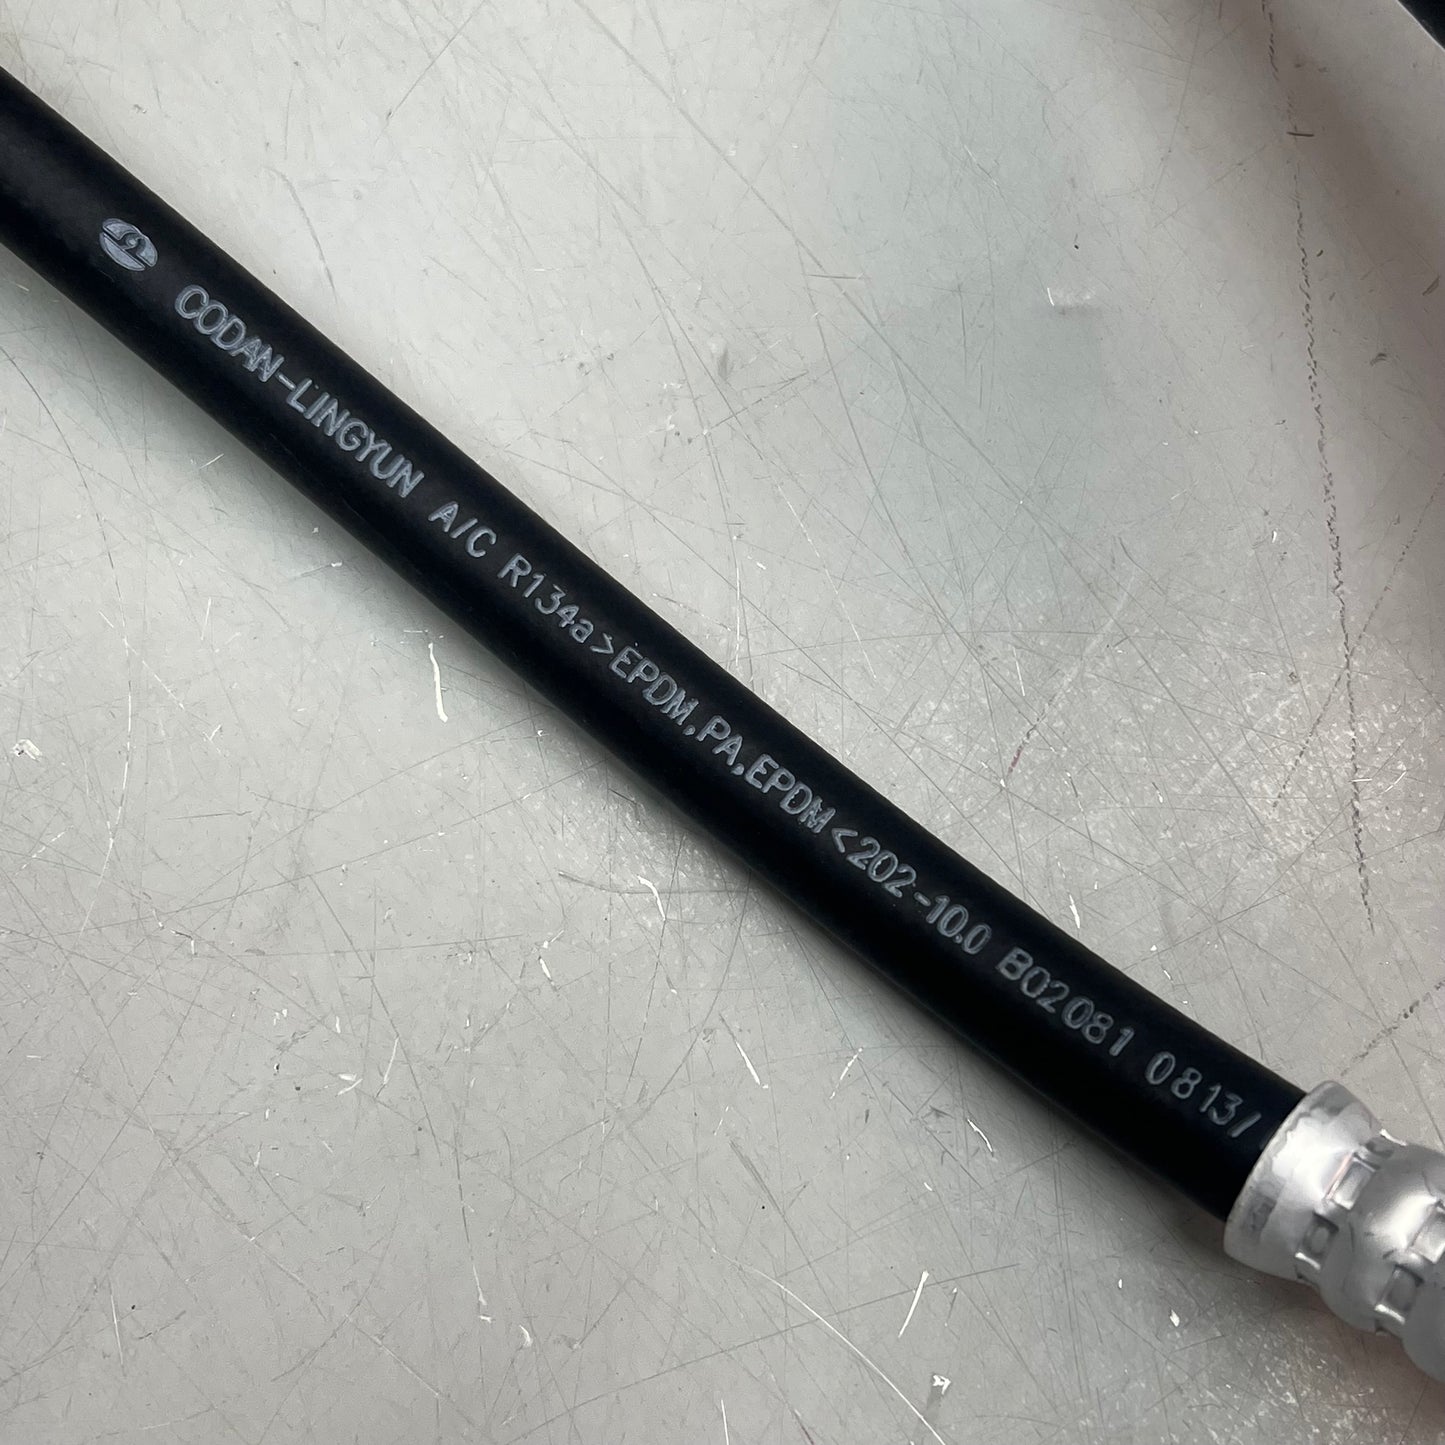 CODAN-LINGYUN A/C R134a>EPDM,PA,EPDM<202-10.0 B02081 0813/